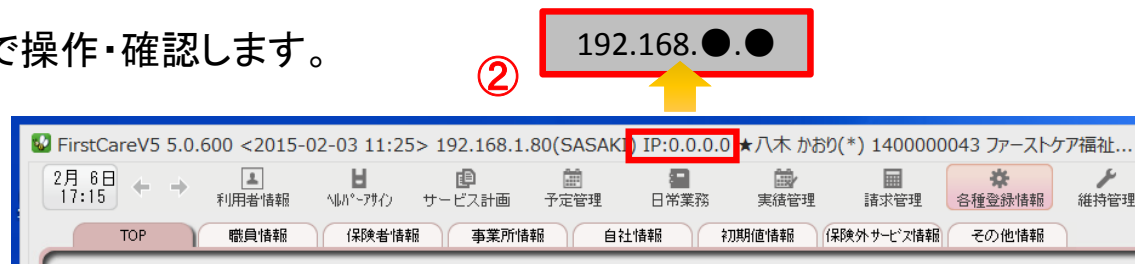 で操作・確認します。
②
192.168.●.●
FirstCareV5 5.0.600 <2015-02-03 11:25> 192.168.1.80(SASAKI) IP:0.0.0.0 ★八木 かおり(*) 1400000043 ファーストケア福祉...
2月 6日
17:15
← →
利用者情報 ﾍﾙﾊﾟｰｱｻｲﾝ サービス計画 予定管理 日常業務 実績管理 請求管理 各種登録情報 維持管理
TOP 職員情報 保険者情報 事業所情報 自社情報 初期値情報 保険外ｻｰﾋﾞｽ情報 その他情報